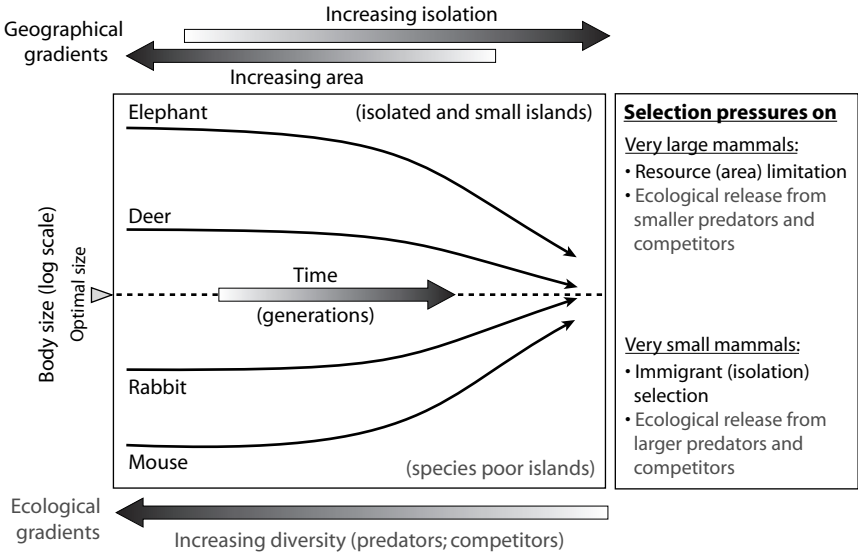 Increasing isolation
Geographical
gradients
Increasing area
Elephant
(isolated and small islands)
Deer
Body size (log scale)
Optimal size
Time
(generations)
Rabbit
Mouse
(species poor islands)
Selection pressures on
Very large mammals:
• Resource (area) limitation
• Ecological release from
smaller predators and
competitors
Very small mammals:
• Immigrant (isolation)
selection
• Ecological release from
larger predators and
competitors
Ecological
gradients
Increasing diversity (predators; competitors)